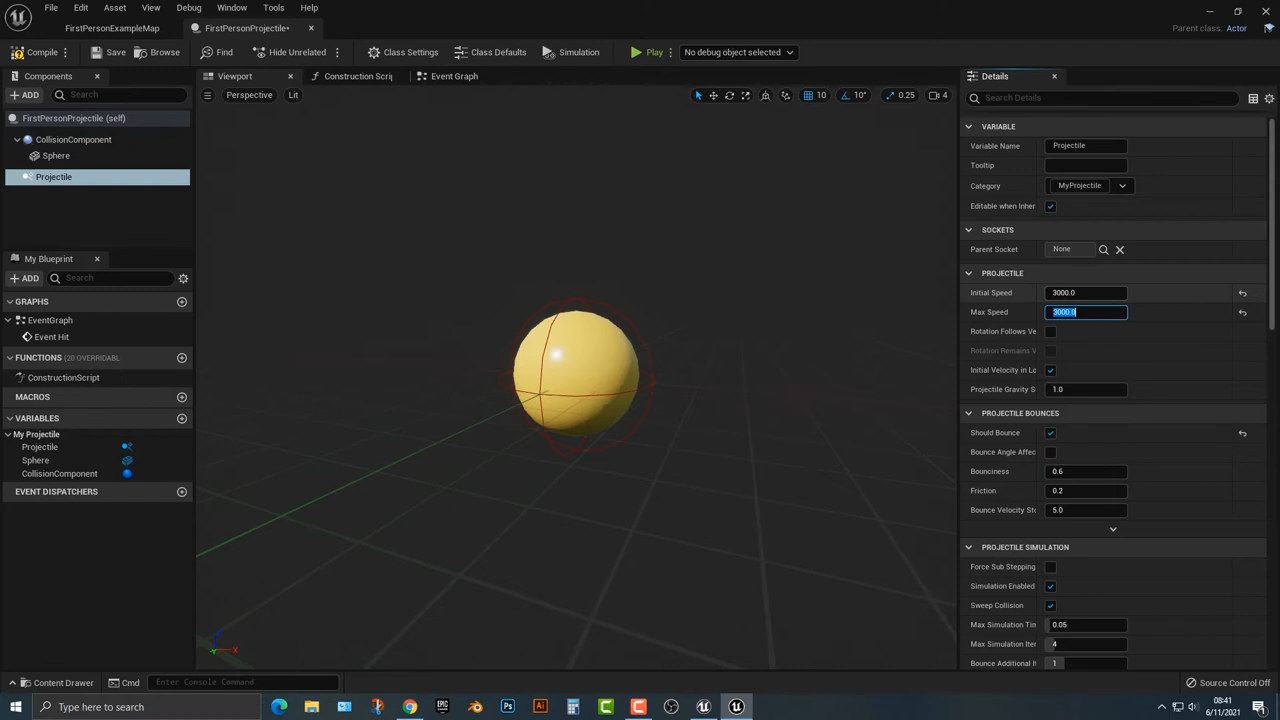 File Edit Asset View Debug Window Tools Help
FirstPersonExampleMap FirstPersonProjectile* Parent class: Actor
Compile Save Browse Find Hide Unrelated Class Settings Class Defaults Simulation Play No debug object selected
Components
ADD Search
FirstPersonProjectile (self)
CollisionComponent
Sphere
Projectile
My Blueprint
ADD Search
GRAPHS
EventGraph
Event Hit
FUNCTIONS (20 OVERRIDABL
ConstructionScript
MACROS
VARIABLES
My Projectile
Projectile
Sphere
CollisionComponent
EVENT DISPATCHERS
Viewport Construction Scrip Event Graph
Perspective Lit 10 10° 0.25 4
X
Details
Search Details
VARIABLE
Variable Name Projectile
Tooltip
Category MyProjectile
Editable when Inher
SOCKETS
Parent Socket None
PROJECTILE
Initial Speed 3000.0
Max Speed 3000.0
Rotation Follows Ve
Rotation Remains V
Initial Velocity in Lo
Projectile Gravity S 1.0
PROJECTILE BOUNCES
Should Bounce
Bounce Angle Affec
Bounciness 0.6
Friction 0.2
Bounce Velocity Sto 5.0
PROJECTILE SIMULATION
Force Sub Stepping
Simulation Enabled
Sweep Collision
Max Simulation Tim 0.05
Max Simulation Iter 4
Bounce Additional It 1
Content Drawer Cmd Enter Console Command Source Control Off
Type here to search Ps Ai 08:41
6/11/2021